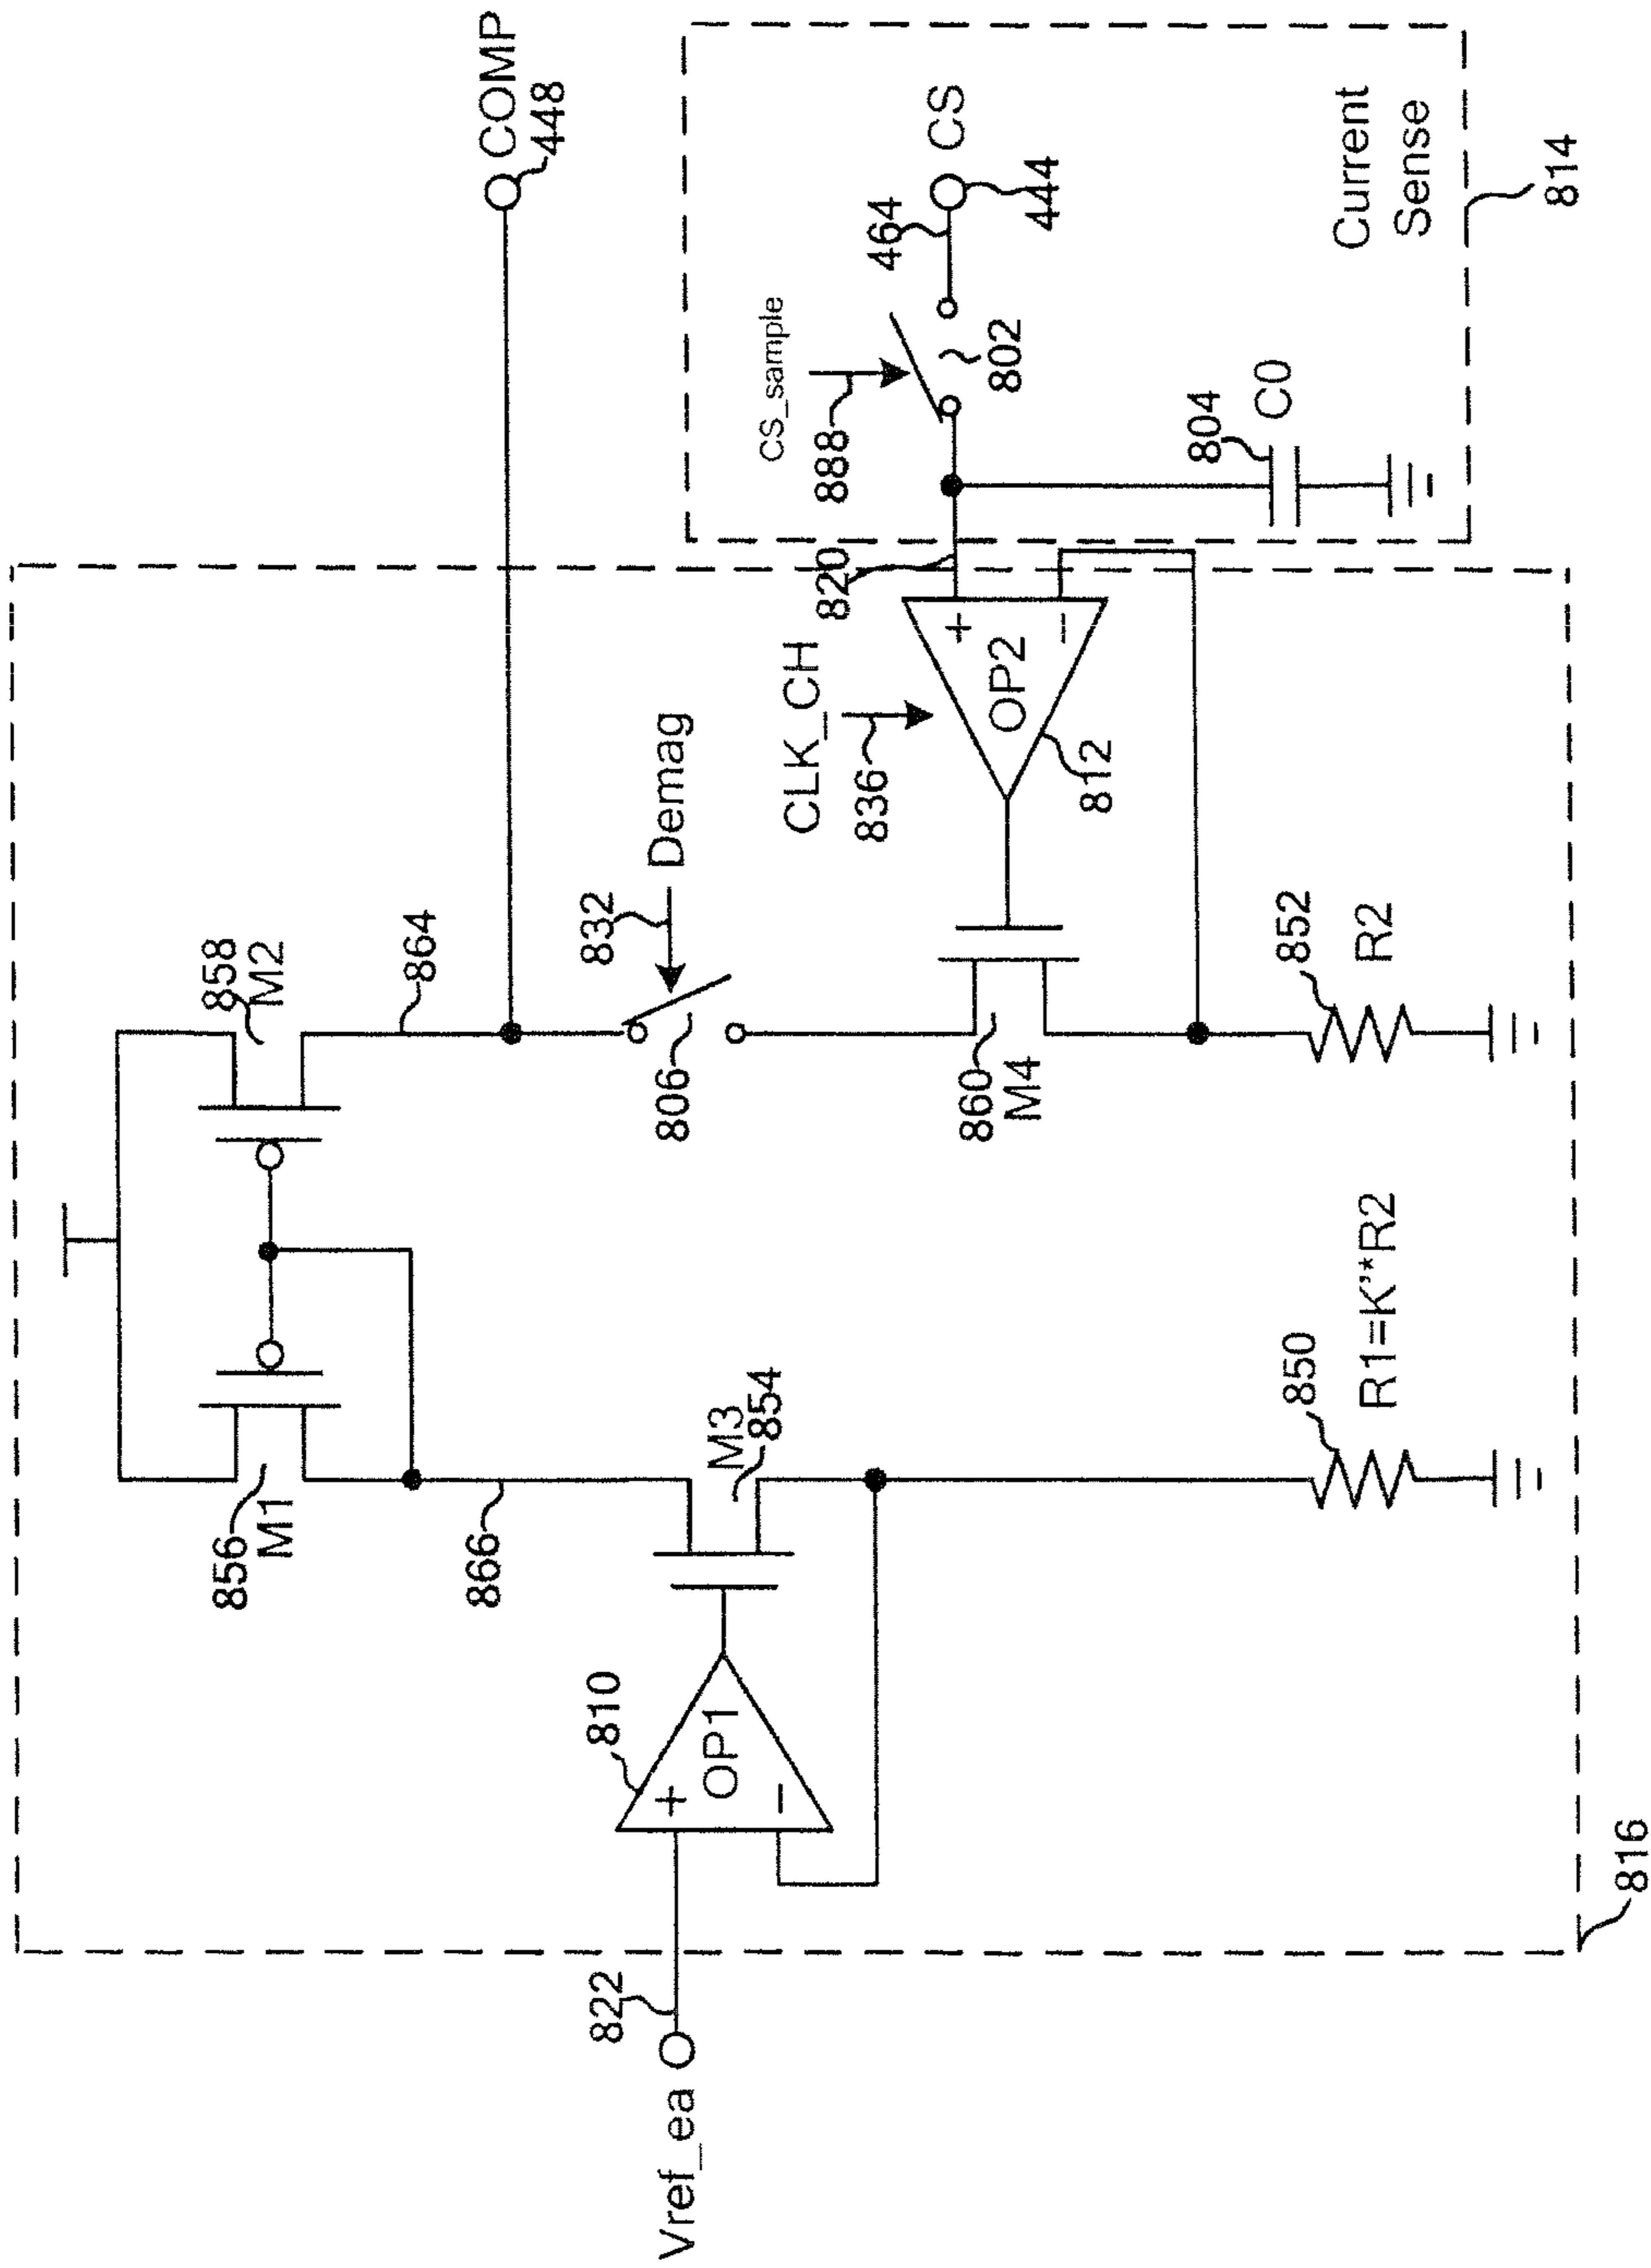 COMP
448
858
M2
864
856
M1
866
832
Demag
806
CLK_CH
836
820
CS_sample
888
464
CS
444
802
804
C0
Current
Sense
814
M3
854
810
+
OP1
−
822
Vref_ea
860
M4
+
OP2
−
812
852
R2
850
R1=K'*R2
816